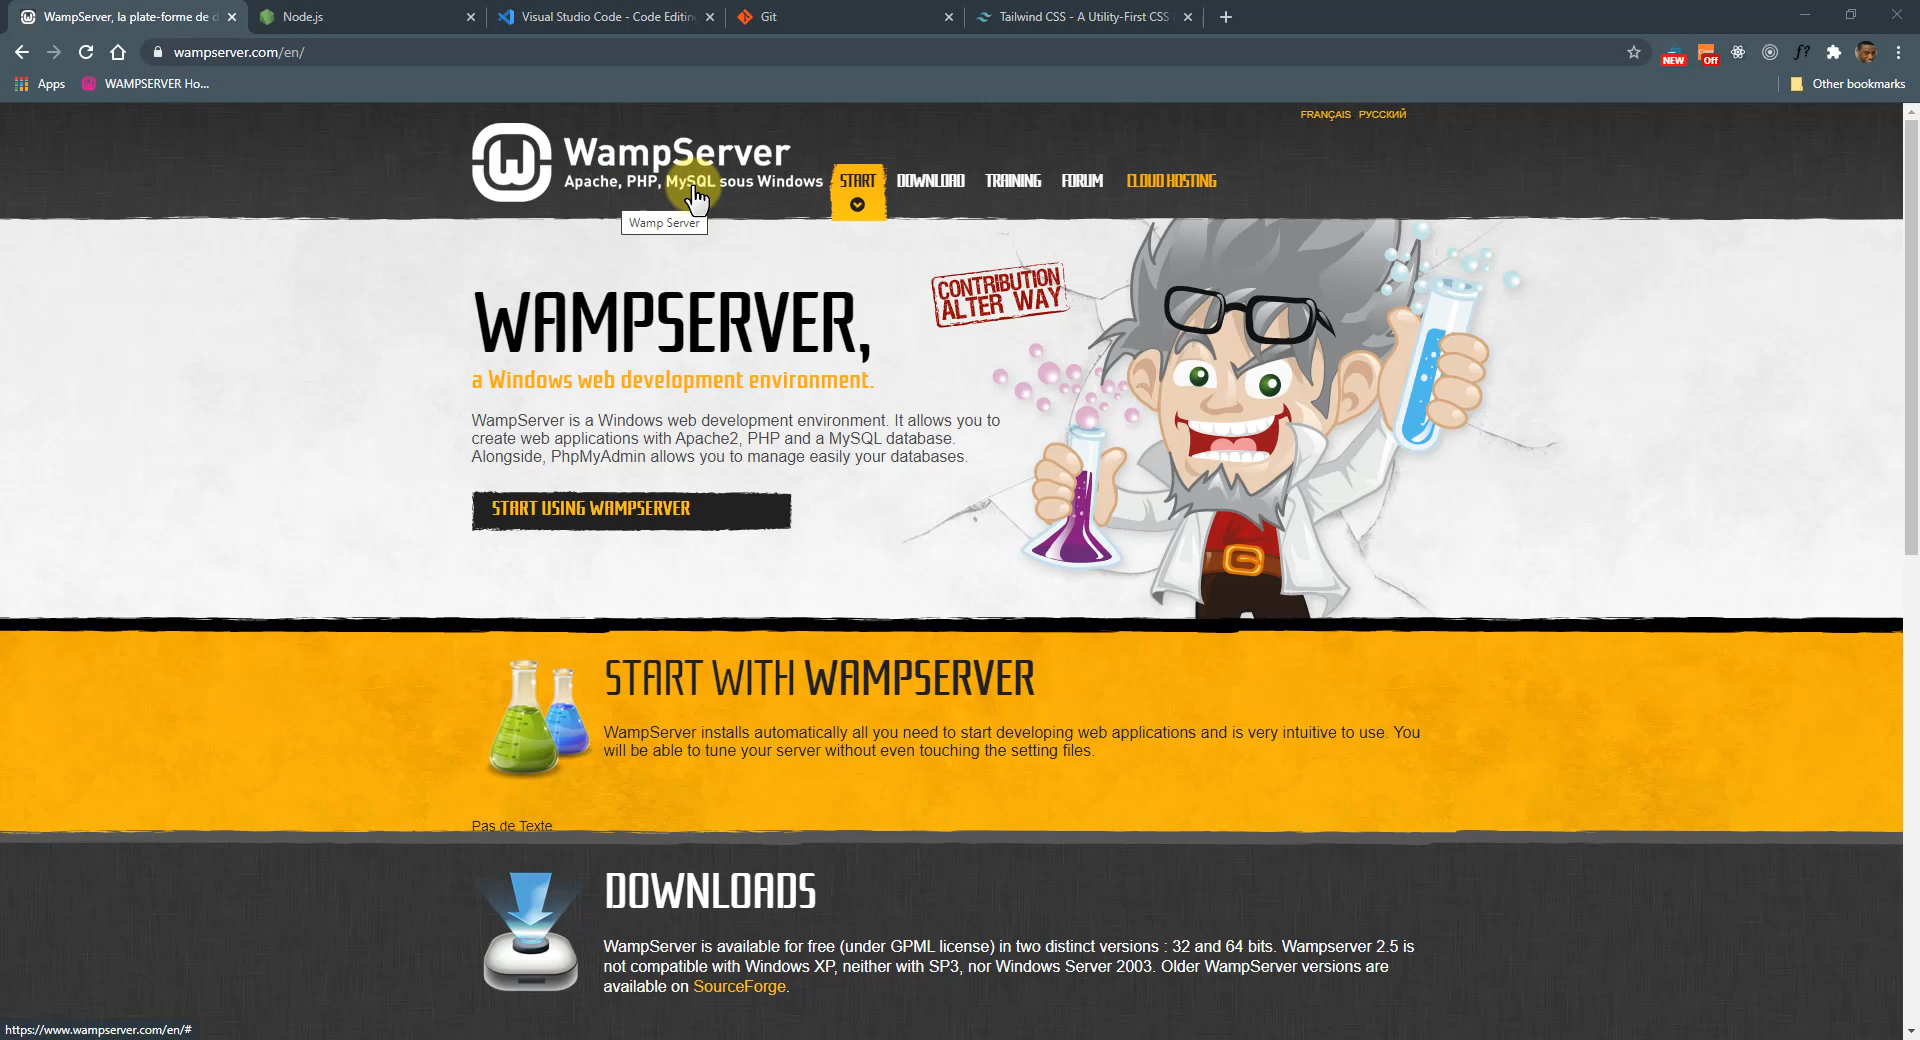 WampServer, la plate-forme de d
Node.js
Visual Studio Code - Code Editing
Git
Tailwind CSS - A Utility-First CSS
wampserver.com/en/
NEW
Off
f?
Apps
WAMPSERVER Ho...
Other bookmarks
FRANÇAIS РУССКИЙ
WampServer
Apache, PHP, MySQL sous Windows
START
DOWNLOAD
TRAINING
FORUM
CLOUD HOSTING
Wamp Server
CONTRIBUTION
ALTER WAY
WAMPSERVER,
a Windows web development environment.
WampServer is a Windows web development environment. It allows you to
create web applications with Apache2, PHP and a MySQL database.
Alongside, PhpMyAdmin allows you to manage easily your databases.
START USING WAMPSERVER
START WITH WAMPSERVER
WampServer installs automatically all you need to start developing web applications and is very intuitive to use. You
will be able to tune your server without even touching the setting files.
Pas de Texte
DOWNLOADS
WampServer is available for free (under GPML license) in two distinct versions : 32 and 64 bits. Wampserver 2.5 is
not compatible with Windows XP, neither with SP3, nor Windows Server 2003. Older WampServer versions are
available on SourceForge.
https://www.wampserver.com/en/#